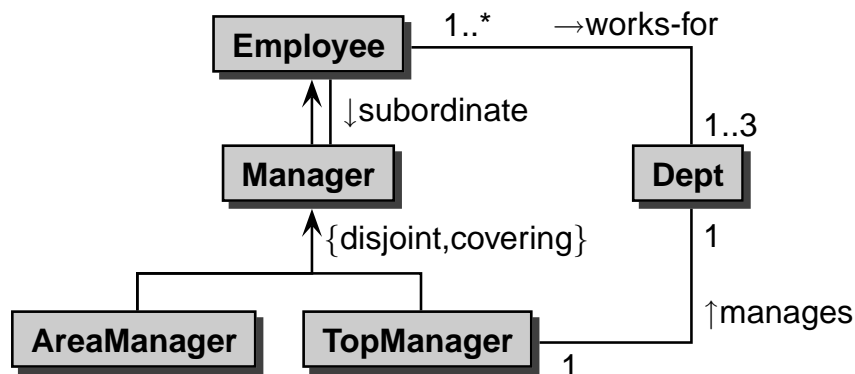 1..* →works-for
Employee
↓subordinate
1..3
Manager
Dept
{disjoint,covering}
1
↑manages
AreaManager
TopManager
1